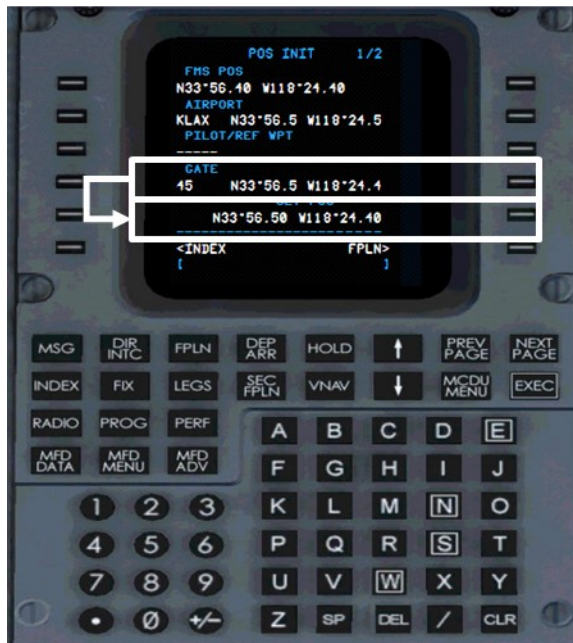 POS INIT 1/2
FMS POS
N33°56.40 W118°24.40
AIRPORT
KLAX N33°56.5 W118°24.5
PILOT/REF WPT
-----
GATE
45 N33°56.5 W118°24.4
SET POS
N33°56.50 W118°24.40
------------------------
<INDEX FPLN>
[ ]
MSG DIR INTC FPLN DEP ARR HOLD ↑ PREV PAGE NEXT PAGE
INDEX FIX LEGS SEC FPLN VNAV ↓ MCDU MENU EXEC
RADIO PROG PERF
MFD DATA MFD MENU MFD ADV
A B C D E
F G H I J
1 2 3 K L M N O
4 5 6 P Q R S T
7 8 9 U V W X Y
• 0 +/- Z SP DEL / CLR